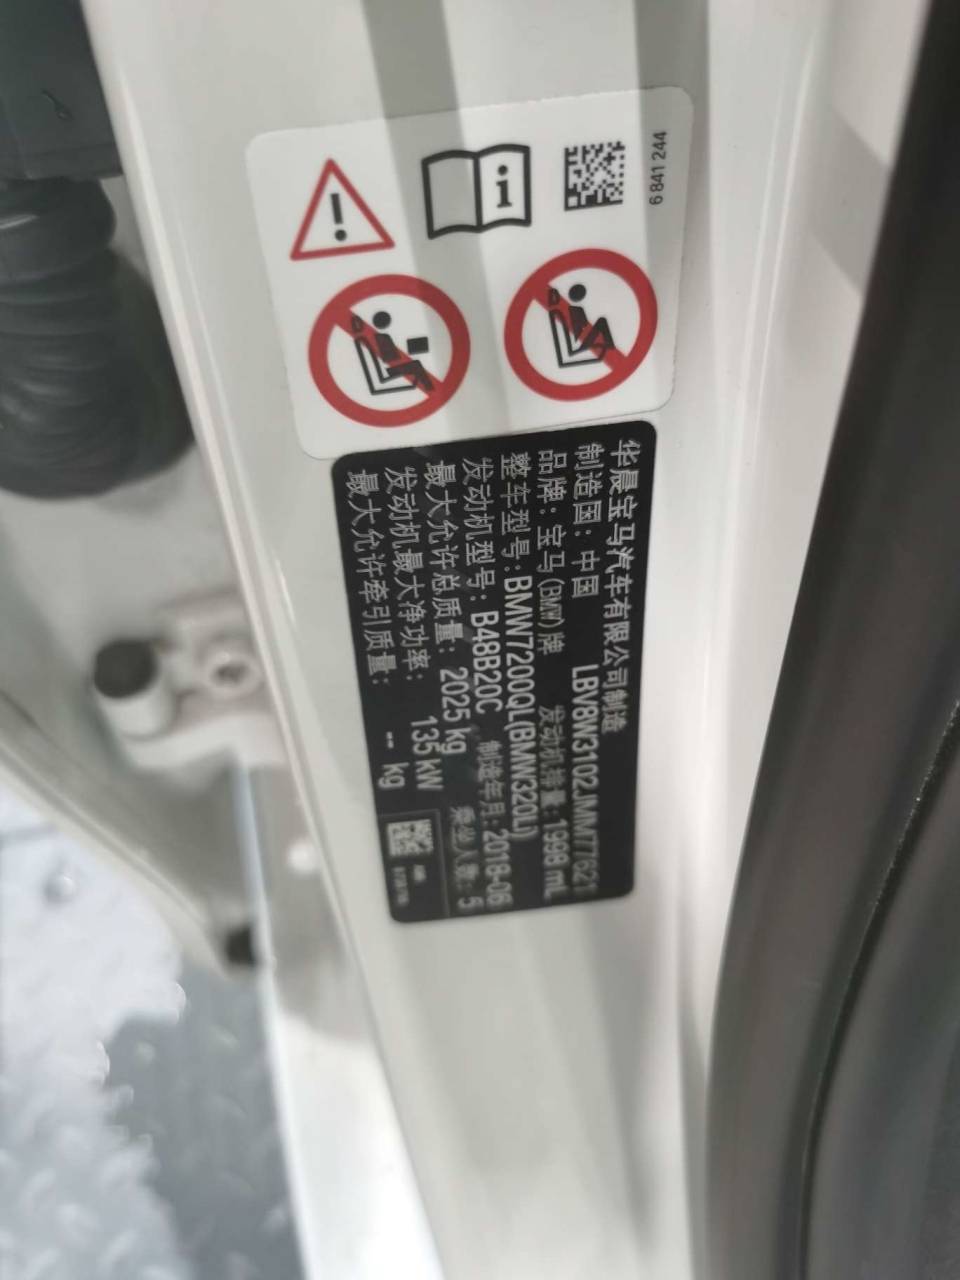 6 841 244
华晨宝马汽车有限公司制造
制造国: 中国 LBV8W3102JMM77621
品牌: 宝马(BMW)牌 发动机排量: 1998 mL
整车型号: BMW7200QL(BMW320Li)
发动机型号: B48B20C 制造年月: 2018-06
最大允许总质量: 2025 kg 乘坐人数: 5
发动机最大净功率: 135 kW
最大允许牵引质量: -- kg